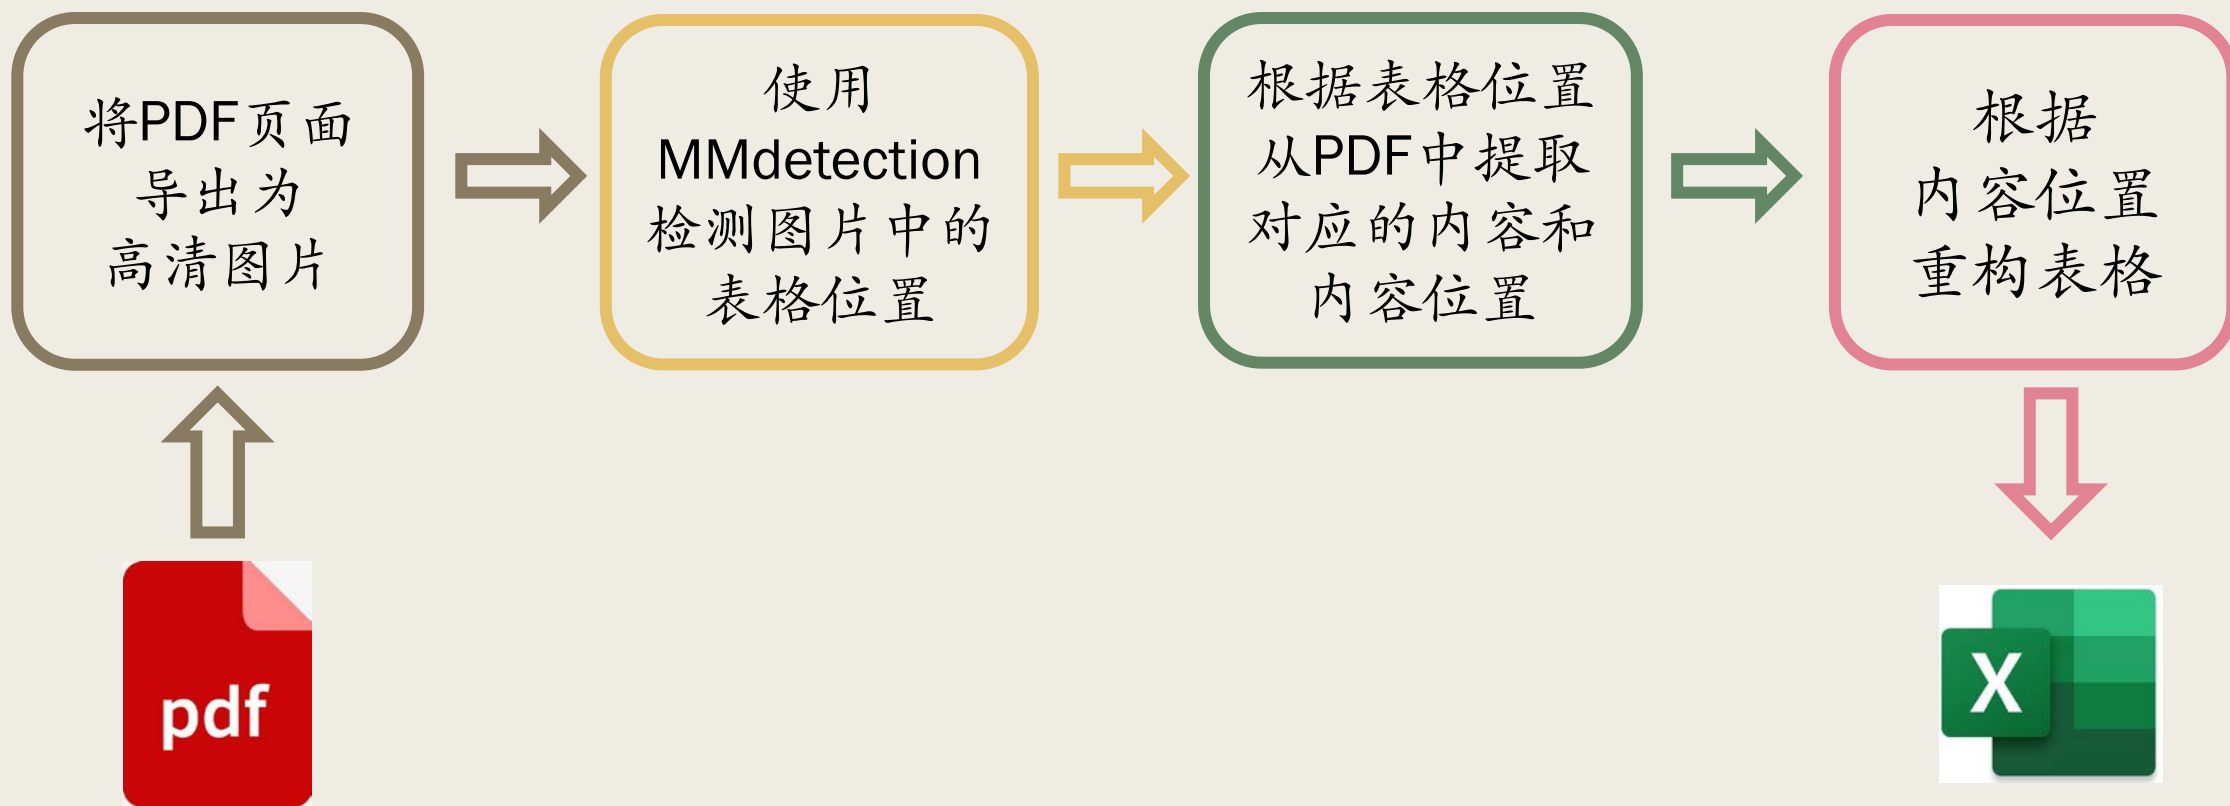 将PDF页面
导出为
高清图片
使用
MMdetection
检测图片中的
表格位置
根据表格位置
从PDF中提取
对应的内容和
内容位置
根据
内容位置
重构表格
pdf
X